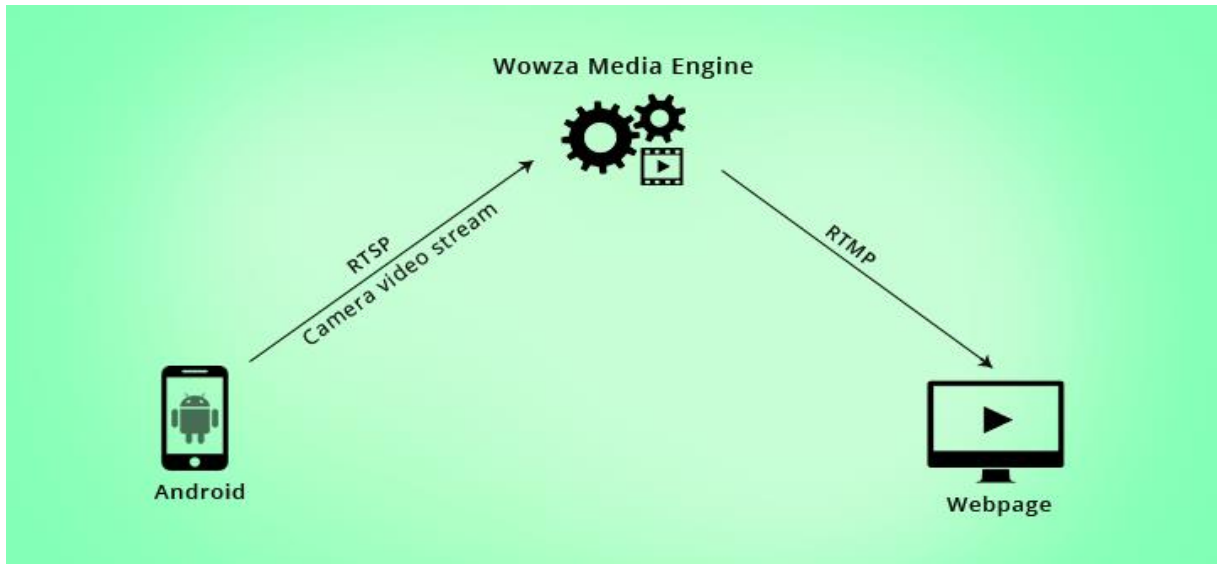 Wowza Media Engine
RTSP
Camera video stream
RTMP
Android
Webpage